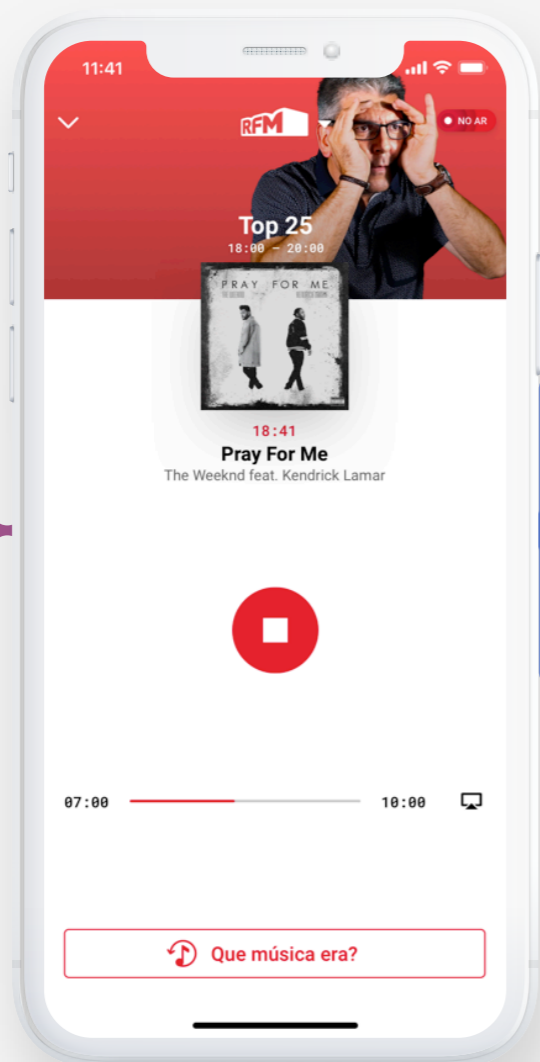 11:41
RFM
NO AR
Top 25
18:00 – 20:00
PRAY FOR ME
18:41
Pray For Me
The Weeknd feat. Kendrick Lamar
07:00
10:00
Que música era?